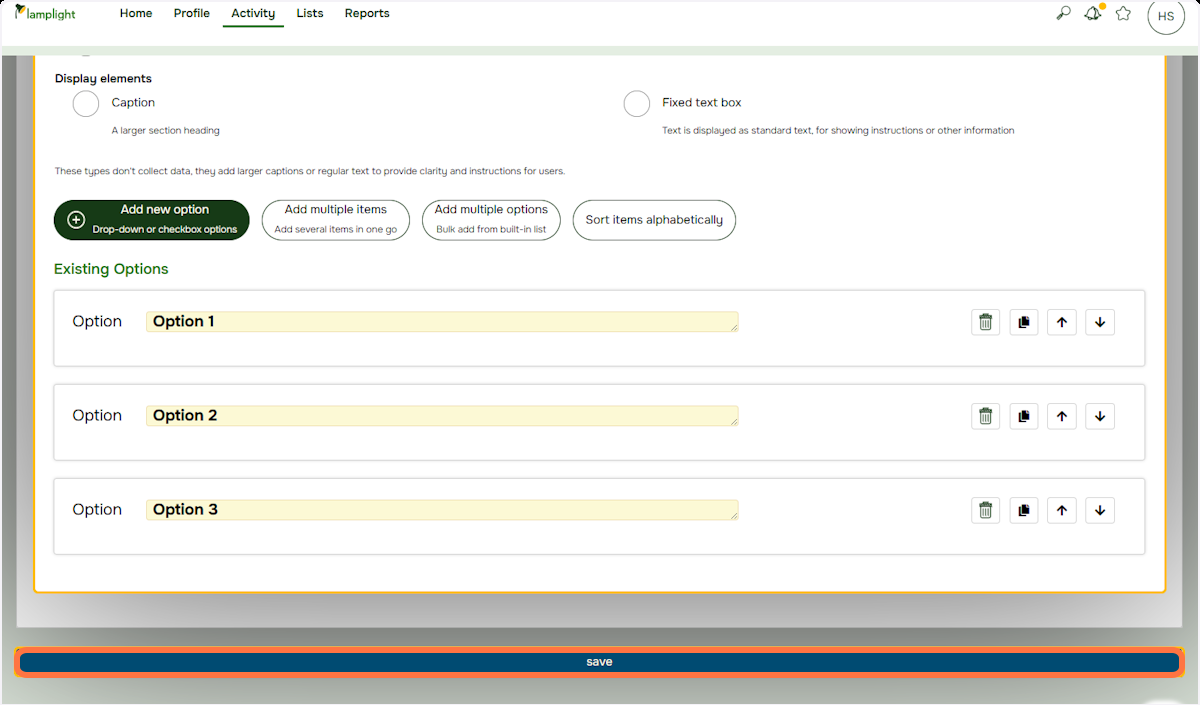 lamplight
Home Profile Activity Lists Reports
HS
Display elements
Caption
A larger section heading
Fixed text box
Text is displayed as standard text, for showing instructions or other information
These types don't collect data, they add larger captions or regular text to provide clarity and instructions for users.
Add new option
Drop-down or checkbox options
Add multiple items
Add several items in one go
Add multiple options
Bulk add from built-in list
Sort items alphabetically
Existing Options
Option Option 1
Option Option 2
Option Option 3
save